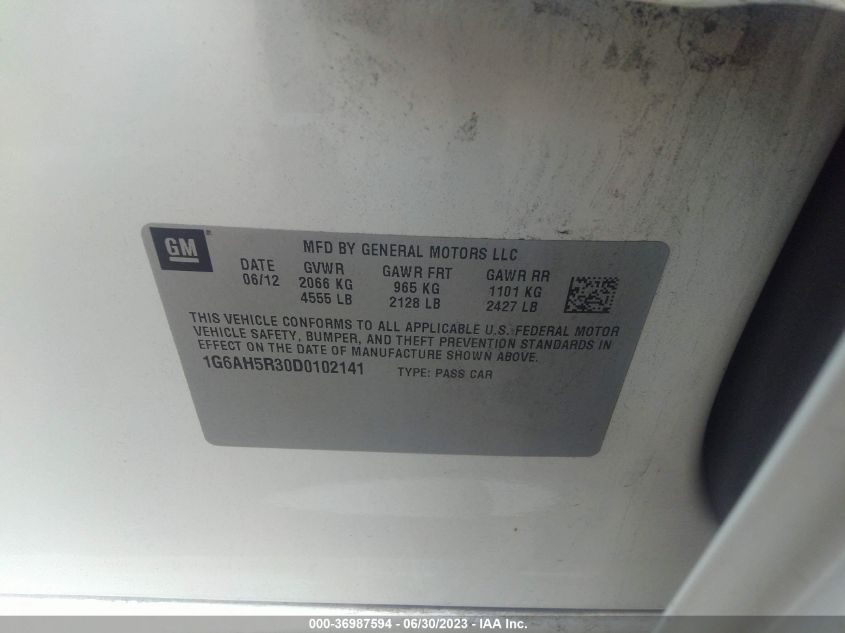 GM
MFD BY GENERAL MOTORS LLC
DATE GVWR GAWR FRT GAWR RR
06/12 2066 KG 965 KG 1101 KG
4555 LB 2128 LB 2427 LB
THIS VEHICLE CONFORMS TO ALL APPLICABLE U.S. FEDERAL MOTOR
VEHICLE SAFETY, BUMPER, AND THEFT PREVENTION STANDARDS IN
EFFECT ON THE DATE OF MANUFACTURE SHOWN ABOVE.
1G6AH5R30D0102141 TYPE: PASS CAR
000-36987594 - 06/30/2023 - IAA Inc.